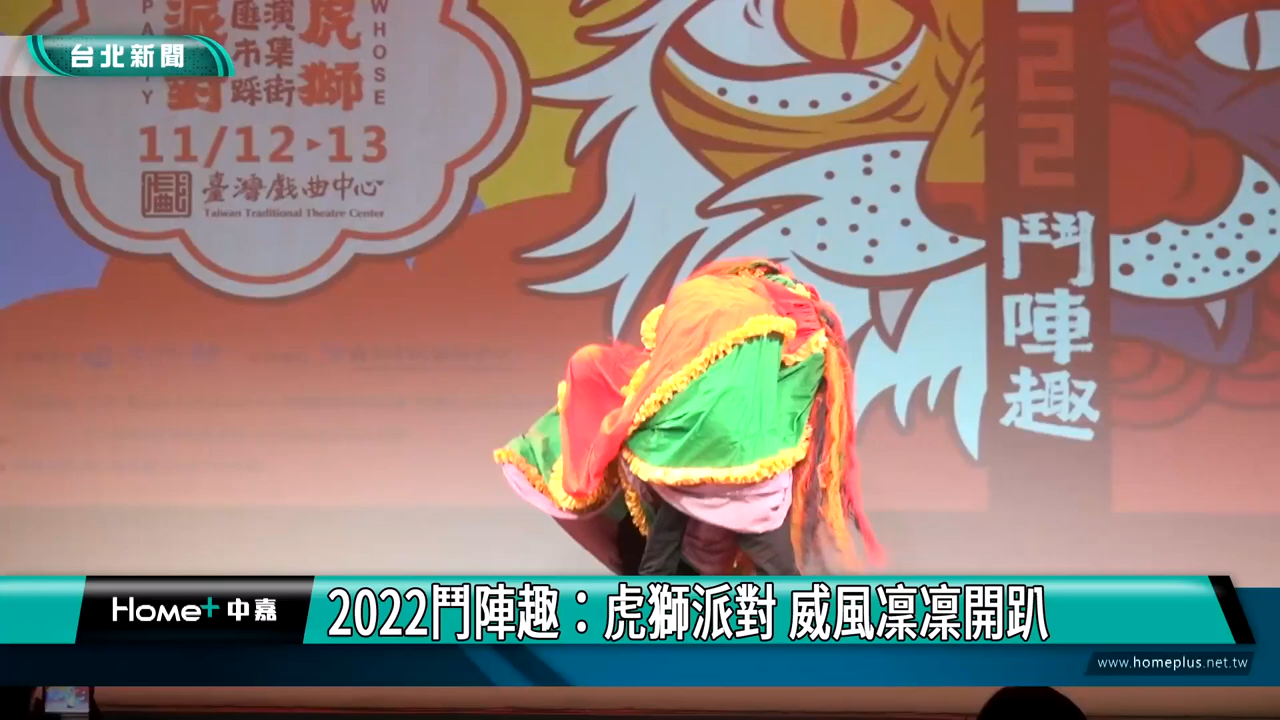 台北新聞
PARTY
派對
匯演
市集
踩街
虎獅
WHOSE
11/12▸13
臺灣戲曲中心
Taiwan Traditional Theatre Center
22
鬥陣趣
Home+ 中嘉
2022鬥陣趣：虎獅派對 威風凜凜開趴
www.homeplus.net.tw